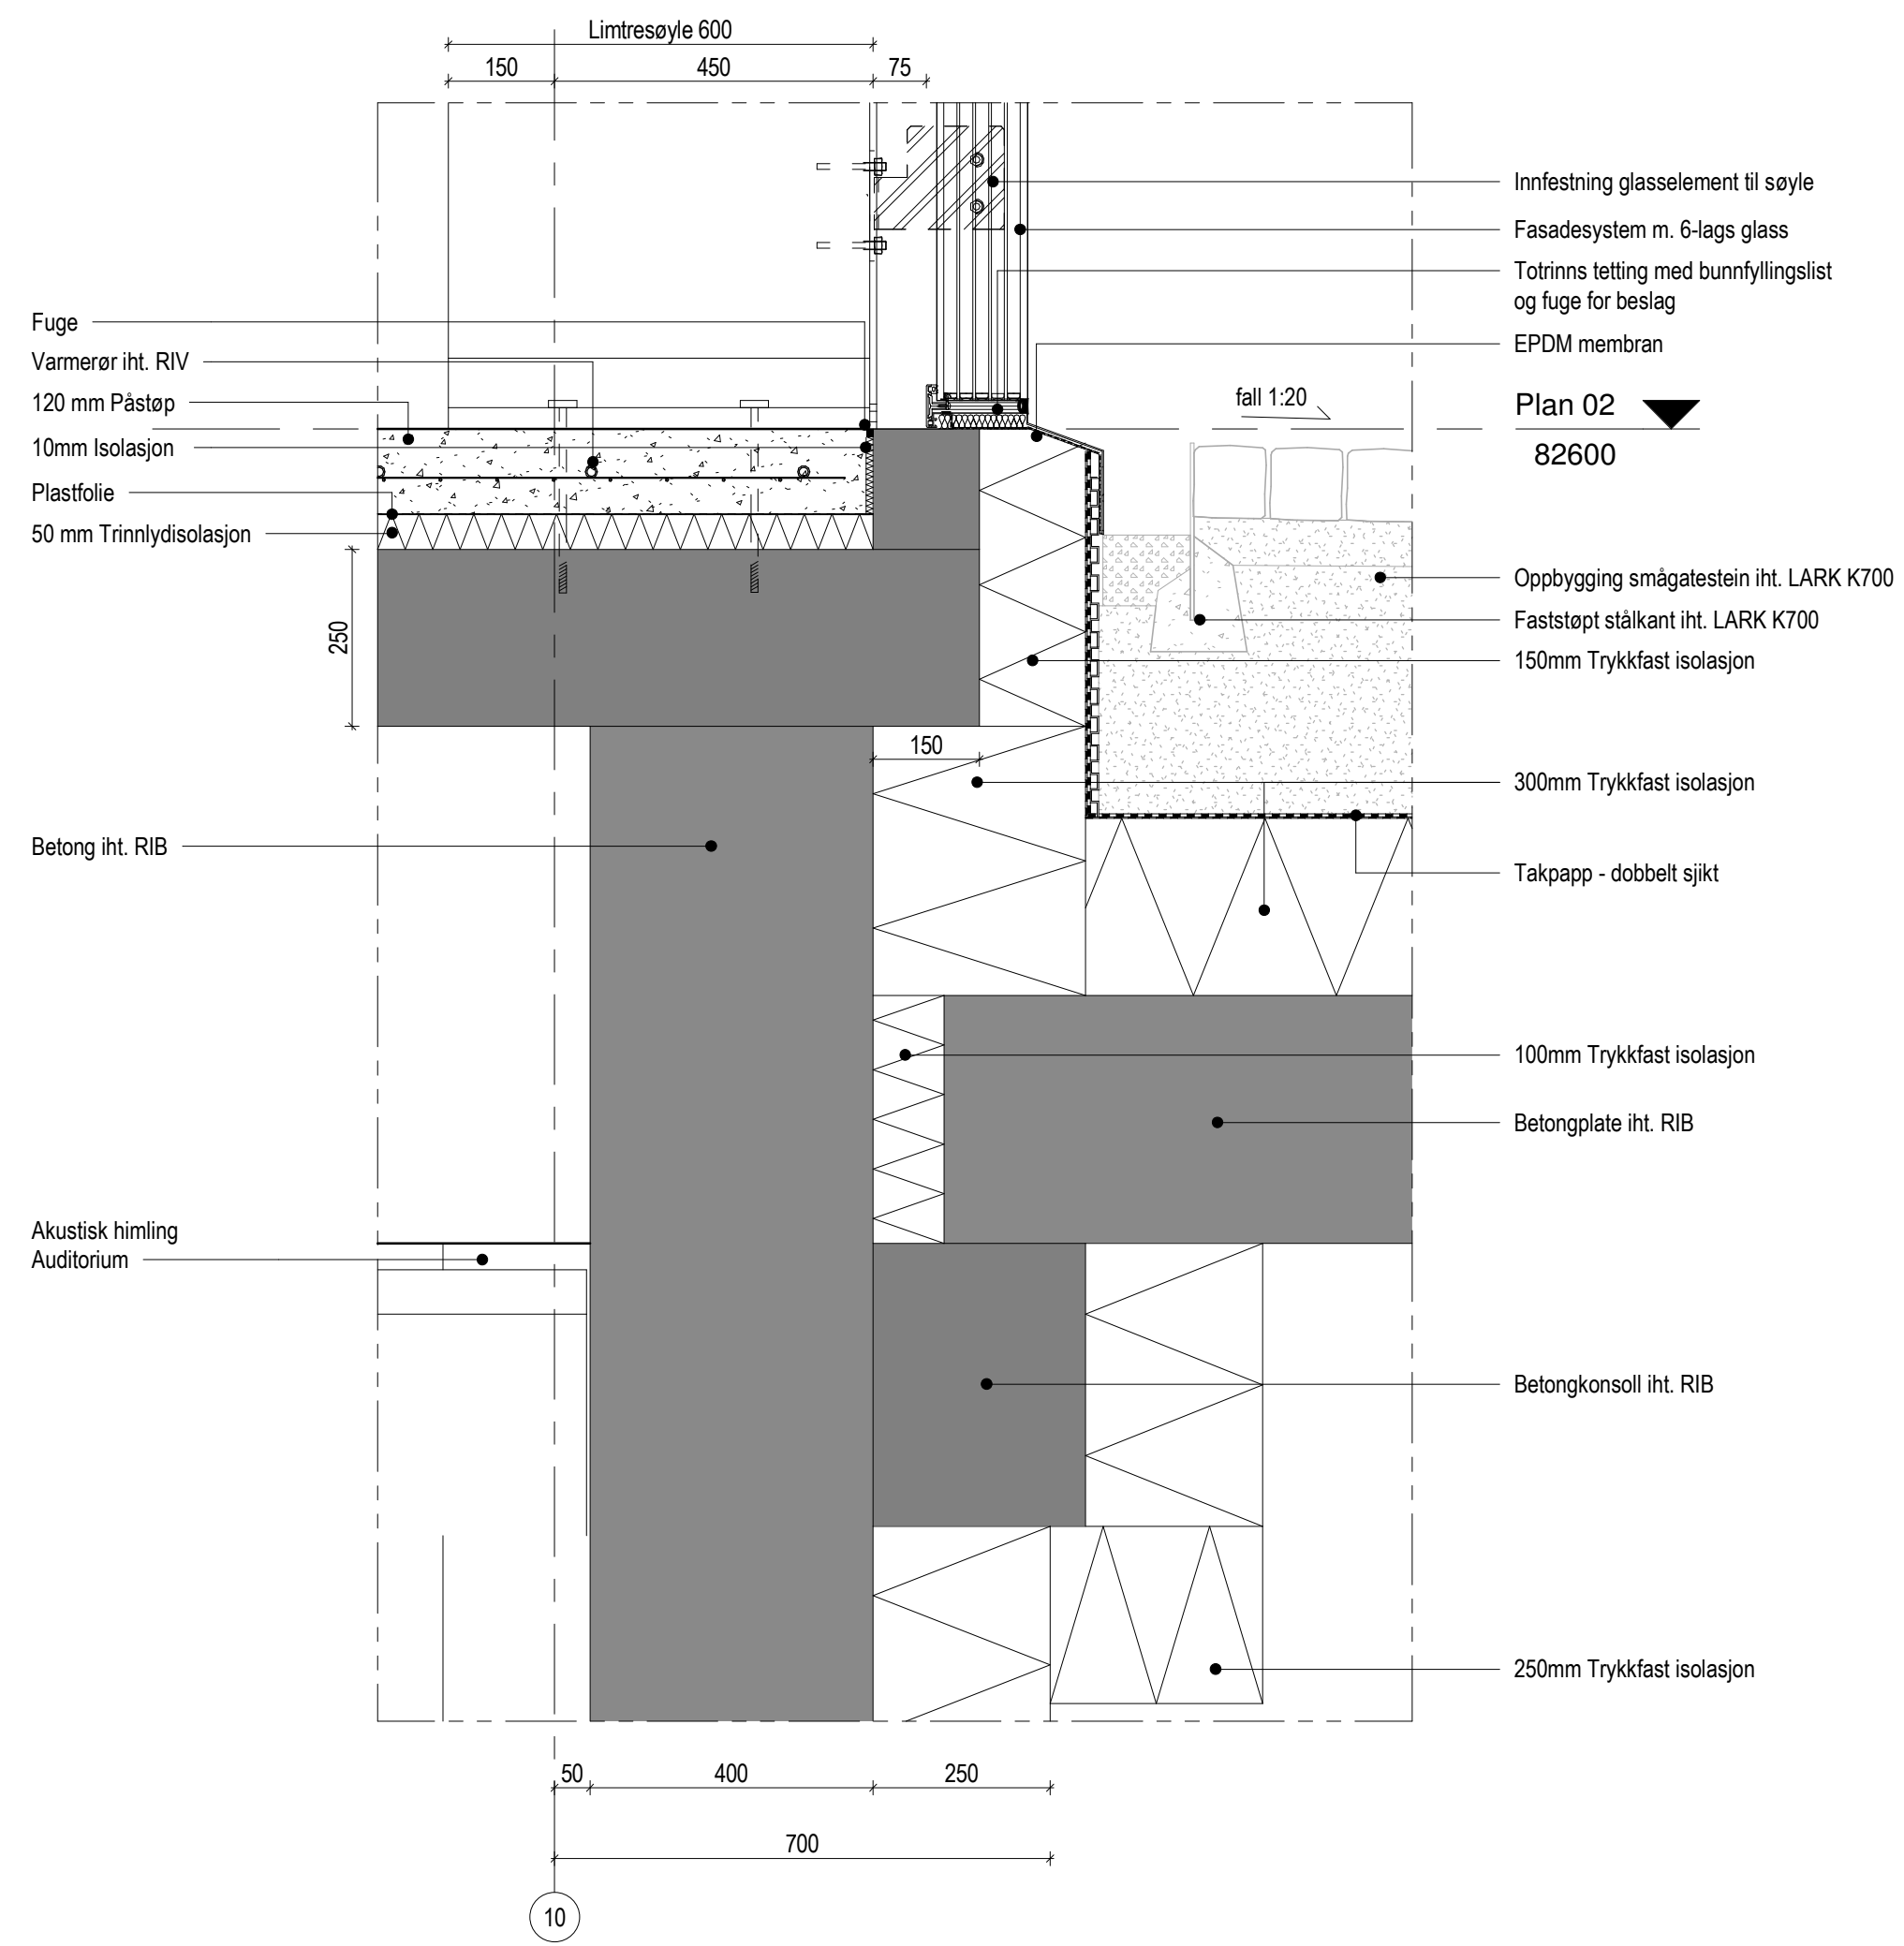 Limtresøyle 600
150
450
75
Fuge
Varmerør iht. RIV
120 mm Påstøp
10mm Isolasjon
Plastfolie
50 mm Trinnlydisolasjon
250
Betong iht. RIB
Akustisk himling
Auditorium
Innfestning glasselement til søyle
Fasadesystem m. 6-lags glass
Totrinns tetting med bunnfyllingslist
og fuge for beslag
EPDM membran
fall 1:20
Plan 02
82600
Oppbygging smågatestein iht. LARK K700
Faststøpt stålkant iht. LARK K700
150mm Trykkfast isolasjon
150
300mm Trykkfast isolasjon
Takpapp - dobbelt sjikt
100mm Trykkfast isolasjon
Betongplate iht. RIB
Betongkonsoll iht. RIB
250mm Trykkfast isolasjon
50
400
250
700
10